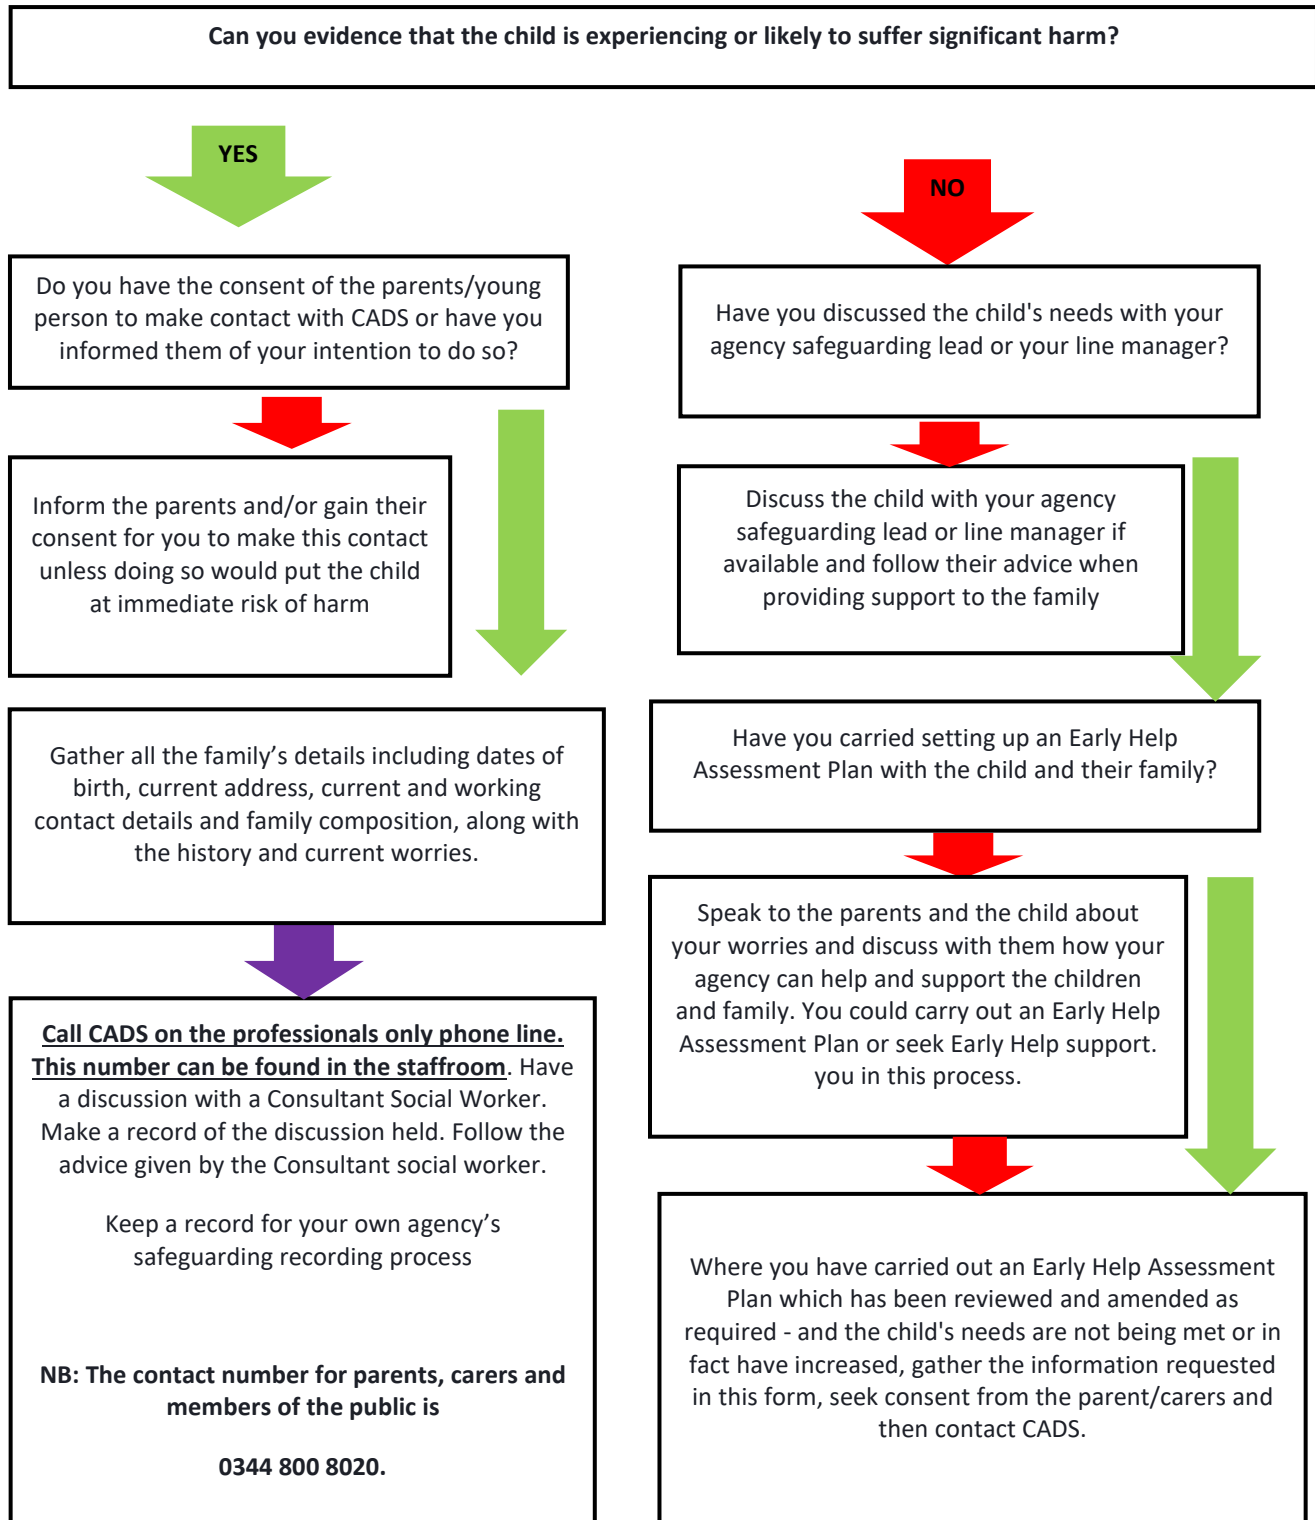 Can you evidence that the child is experiencing or likely to suffer significant harm?
YES
Do you have the consent of the parents/young
person to make contact with CADS or have you
informed them of your intention to do so?
Inform the parents and/or gain their
consent for you to make this contact
unless doing so would put the child
at immediate risk of harm
Gather all the family’s details including dates of
birth, current address, current and working
contact details and family composition, along with
the history and current worries.
Call CADS on the professionals only phone line.
This number can be found in the staffroom. Have
a discussion with a Consultant Social Worker.
Make a record of the discussion held. Follow the
advice given by the Consultant social worker.
Keep a record for your own agency’s
safeguarding recording process
NB: The contact number for parents, carers and
members of the public is
0344 800 8020.
NO
Have you discussed the child's needs with your
agency safeguarding lead or your line manager?
Discuss the child with your agency
safeguarding lead or line manager if
available and follow their advice when
providing support to the family
Have you carried setting up an Early Help
Assessment Plan with the child and their family?
Speak to the parents and the child about
your worries and discuss with them how your
agency can help and support the children
and family. You could carry out an Early Help
Assessment Plan or seek Early Help support.
you in this process.
Where you have carried out an Early Help Assessment
Plan which has been reviewed and amended as
required - and the child's needs are not being met or in
fact have increased, gather the information requested
in this form, seek consent from the parent/carers and
then contact CADS.